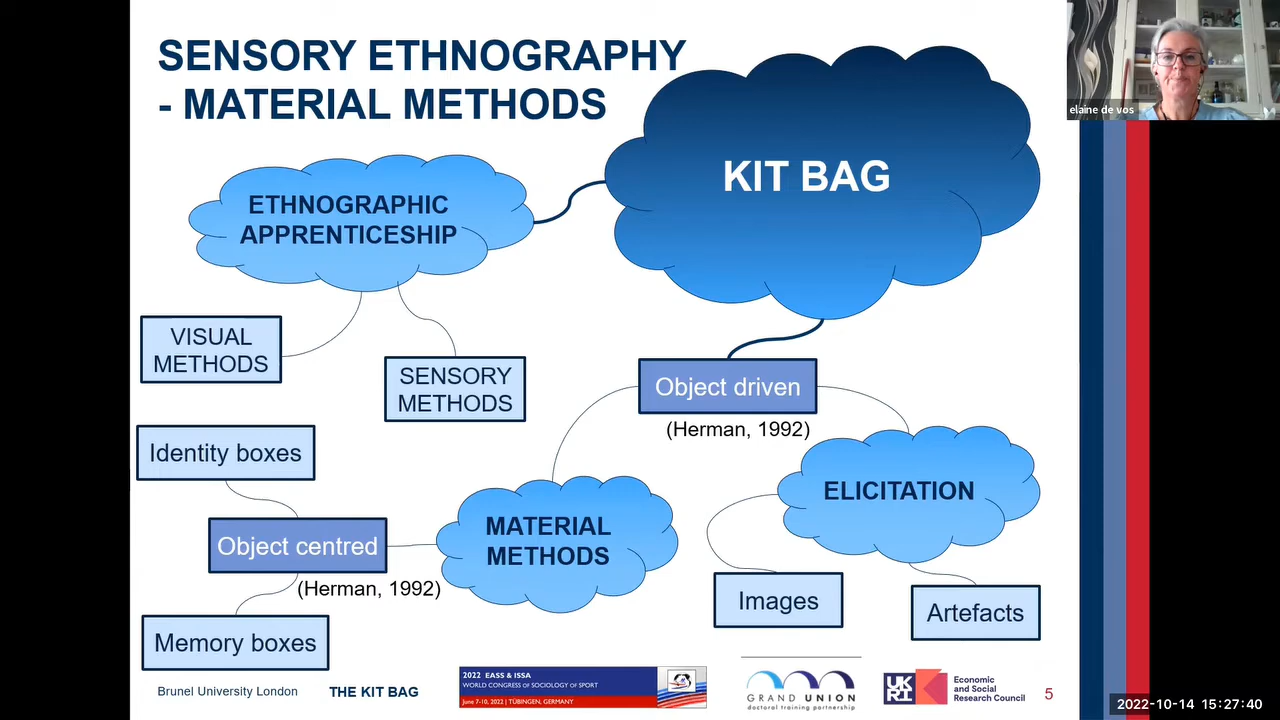 SENSORY ETHNOGRAPHY
- MATERIAL METHODS
KIT BAG
elaine de vos
ETHNOGRAPHIC
APPRENTICESHIP
VISUAL
METHODS
SENSORY
METHODS
Object driven
(Herman, 1992)
Identity boxes
ELICITATION
MATERIAL
METHODS
Object centred
(Herman, 1992)
Images
Artefacts
Memory boxes
Brunel University London
THE KIT BAG
2022 EASS & ISSA
WORLD CONGRESS OF SOCIOLOGY OF SPORT
June 7-10, 2022 | TÜBINGEN, GERMANY
GRAND UNION
doctoral training partnership
UK
RI
Economic
and Social
Research Council
5
2022-10-14 15:27:40